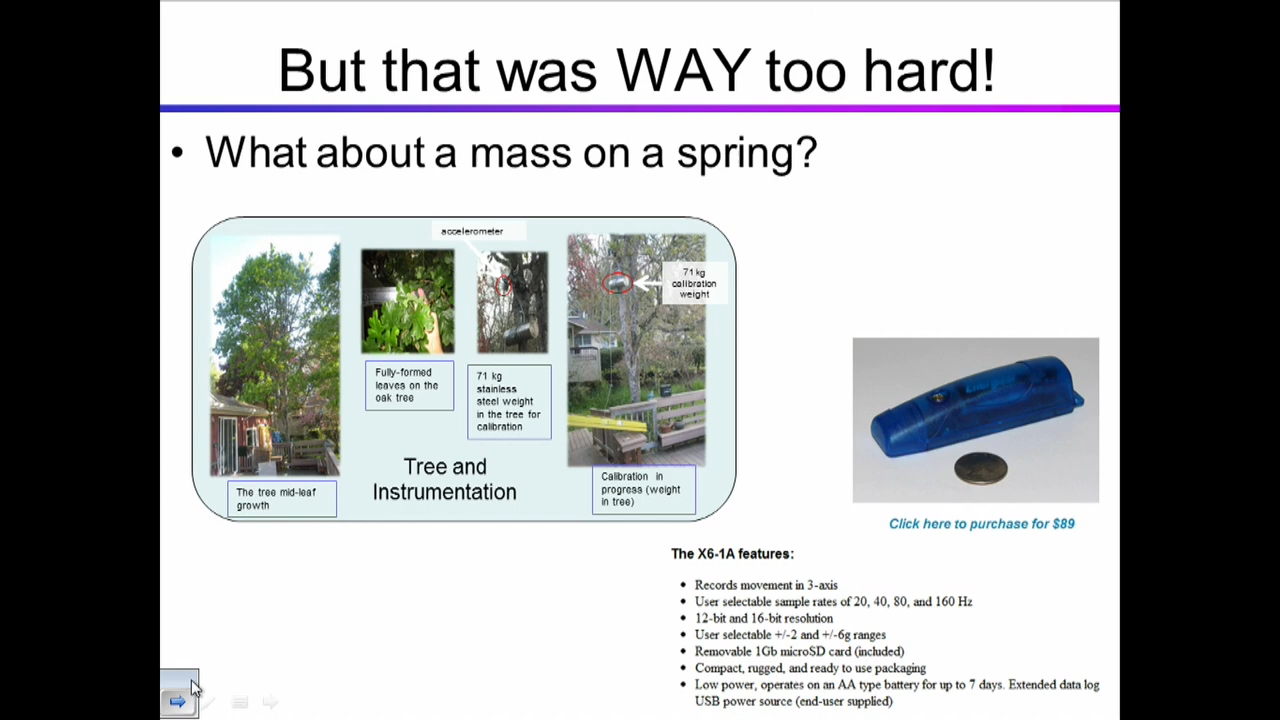 But that was WAY too hard!
• What about a mass on a spring?
accelerometer
71 kg
calibration
weight
Fully-formed
leaves on the
oak tree
71 kg
stainless
steel weight
in the tree for
calibration
Tree and
Instrumentation
The tree mid-leaf
growth
Calibration in
progress (weight
in tree)
Click here to purchase for $89
The X6-1A features:
• Records movement in 3-axis
• User selectable sample rates of 20, 40, 80, and 160 Hz
• 12-bit and 16-bit resolution
• User selectable +/-2 and +/-6g ranges
• Removable 1Gb microSD card (included)
• Compact, rugged, and ready to use packaging
• Low power, operates on an AA type battery for up to 7 days. Extended data log
USB power source (end-user supplied)